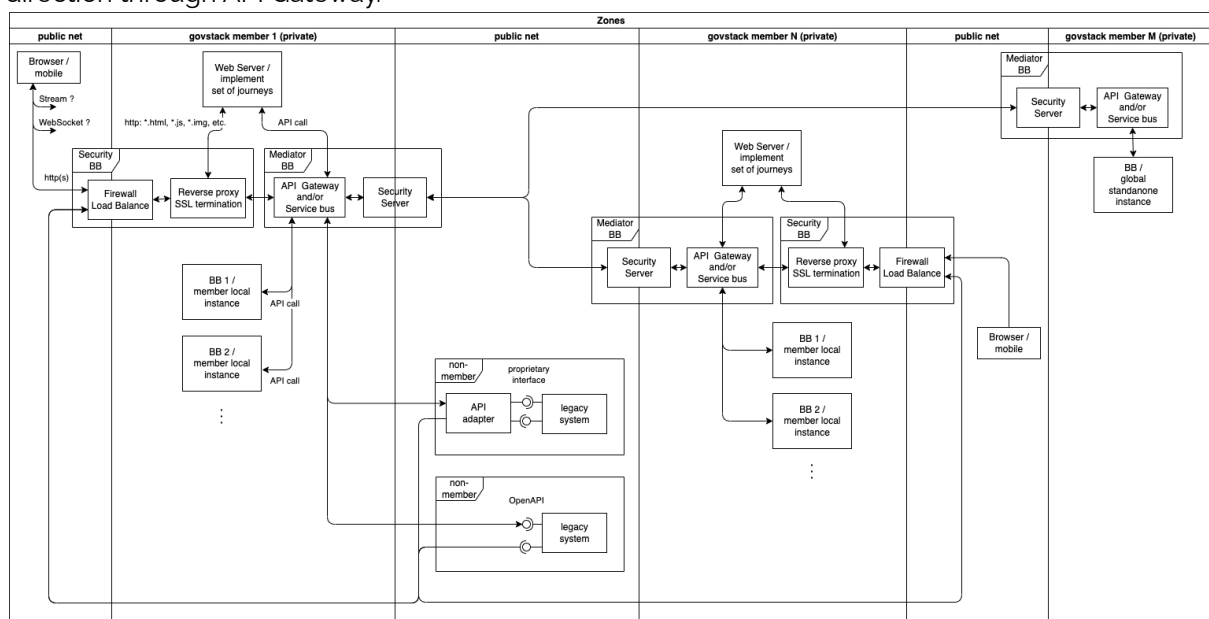 direction through API Gateway.
Zones
public net
govstack member 1 (private)
public net
govstack member N (private)
public net
govstack member M (private)
Browser /
mobile
Stream ?
WebSocket ?
http(s)
Web Server /
implement
set of journeys
http: *.html, *.js, *.img, etc.
API call
Security
BB
Firewall
Load Balance
Reverse proxy
SSL termination
Mediator
BB
API Gateway
and/or
Service bus
Security
Server
BB 1 /
member local
instance
API call
BB 2 /
member local
instance
API call
non-
member
proprietary
interface
API
adapter
legacy
system
non-
member
OpenAPI
legacy
system
Web Server /
implement
set of journeys
Mediator
BB
Security
Server
API Gateway
and/or
Service bus
Security
BB
Reverse proxy
SSL termination
Firewall
Load Balance
BB 1 /
member local
instance
BB 2 /
member local
instance
Browser /
mobile
Mediator
BB
Security
Server
API Gateway
and/or
Service bus
BB /
global
standanone
instance